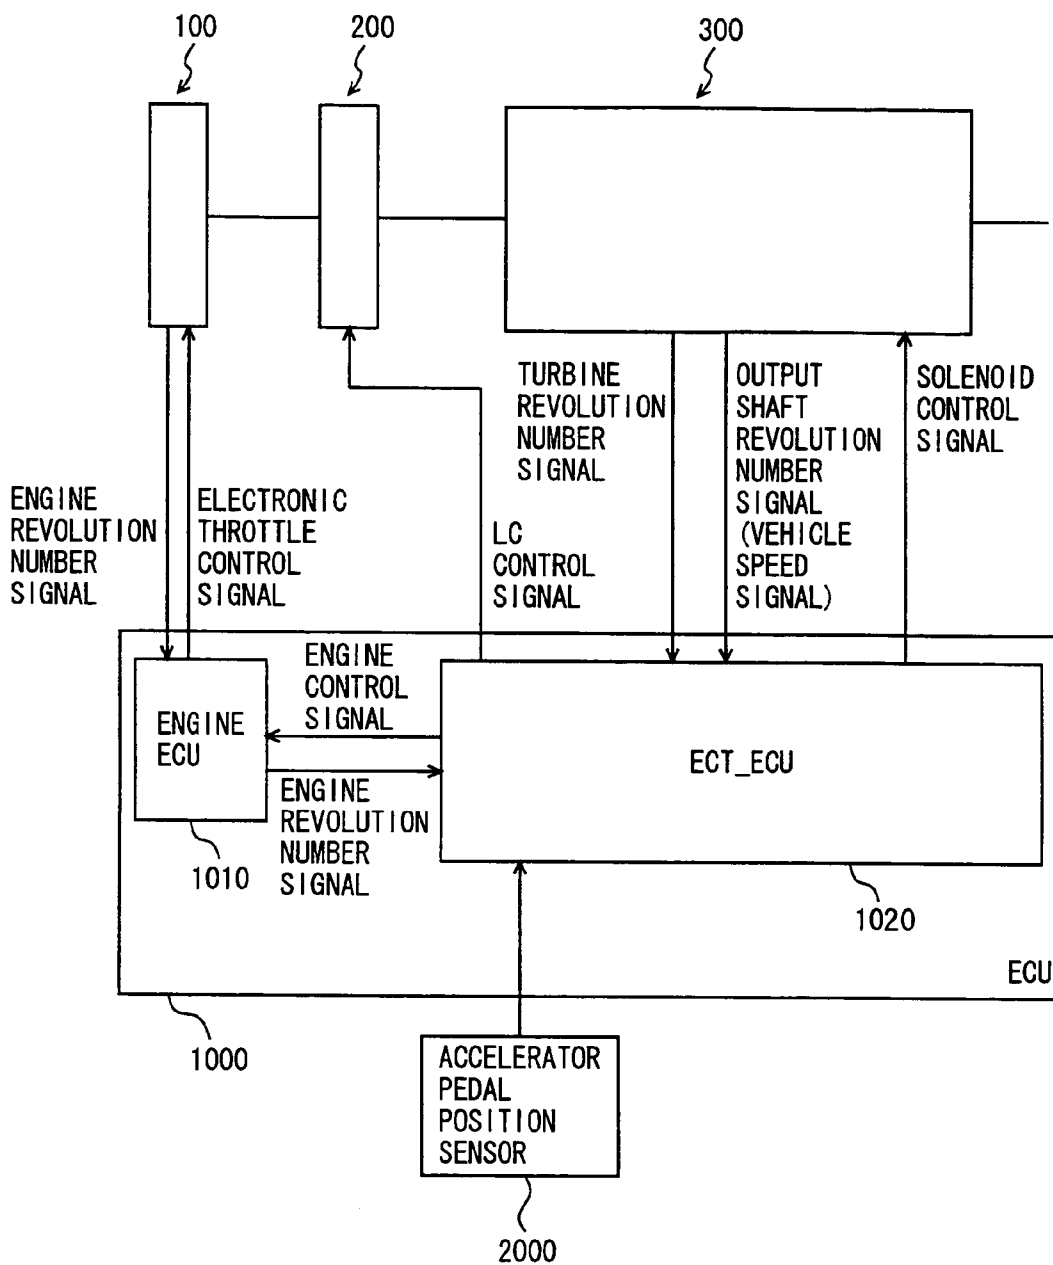 100
200
300
TURBINE
REVOLUTION
NUMBER
SIGNAL
OUTPUT
SHAFT
REVOLUTION
NUMBER
SIGNAL
(VEHICLE
SPEED
SIGNAL)
SOLENOID
CONTROL
SIGNAL
ENGINE
REVOLUTION
NUMBER
SIGNAL
ELECTRONIC
THROTTLE
CONTROL
SIGNAL
LC
CONTROL
SIGNAL
ENGINE
CONTROL
SIGNAL
ENGINE
ECU
ECT_ECU
ENGINE
REVOLUTION
NUMBER
SIGNAL
1010
1020
ECU
1000
ACCELERATOR
PEDAL
POSITION
SENSOR
2000